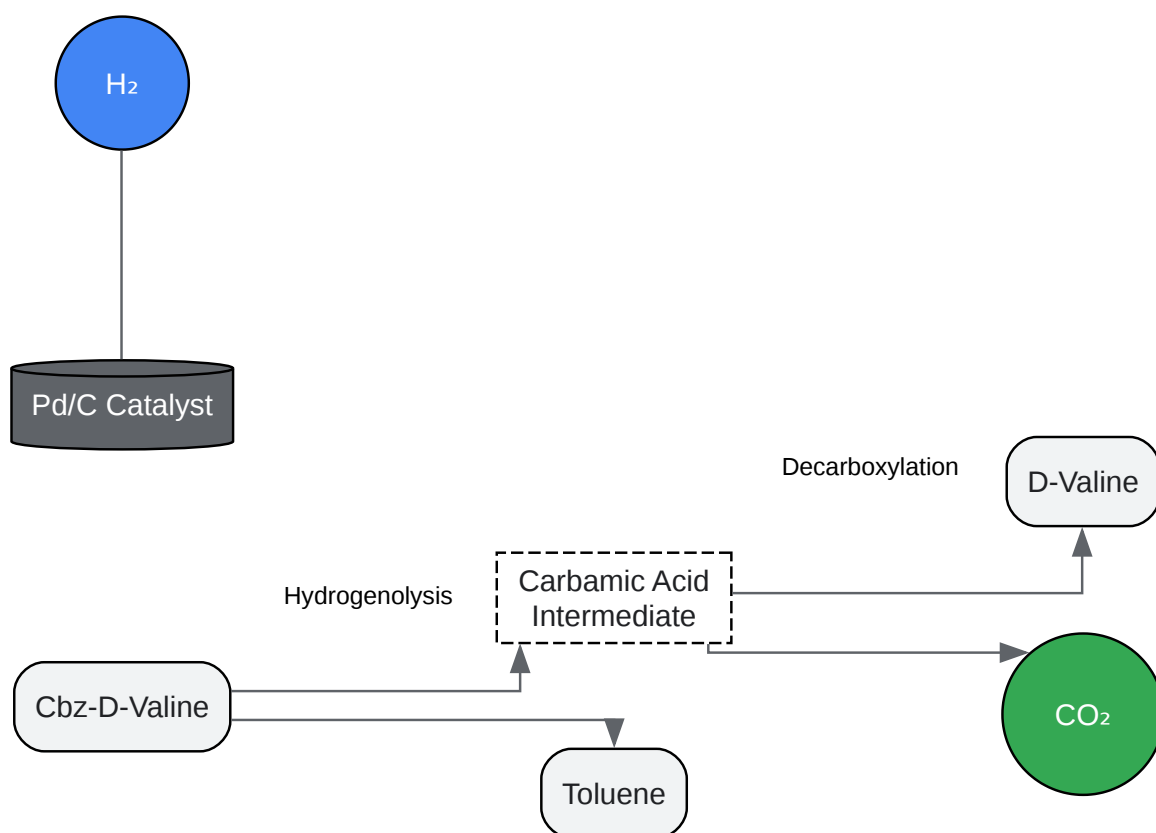 H₂
Pd/C Catalyst
Decarboxylation
D-Valine
Hydrogenolysis
Carbamic Acid
Intermediate
Cbz-D-Valine
CO₂
Toluene